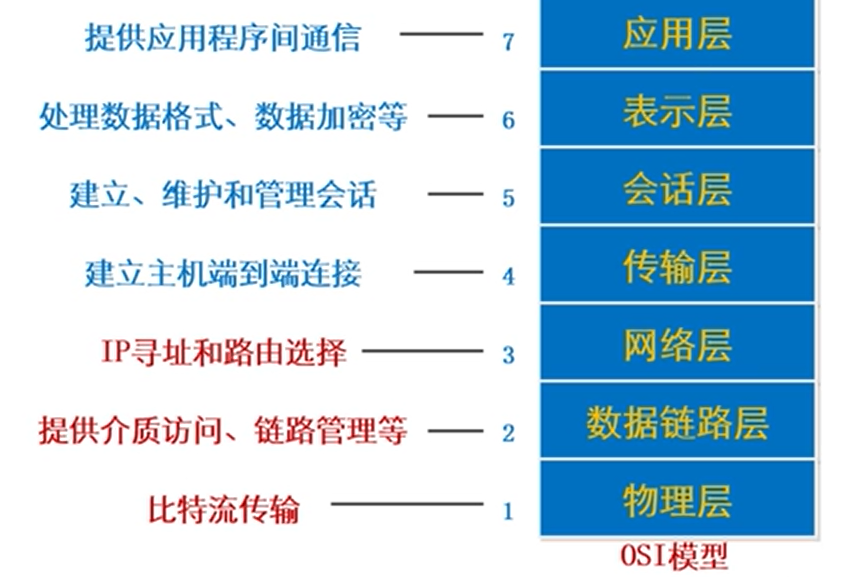 提供应用程序间通信 7 应用层
处理数据格式、数据加密等 6 表示层
建立、维护和管理会话 5 会话层
建立主机端到端连接 4 传输层
IP寻址和路由选择 3 网络层
提供介质访问、链路管理等 2 数据链路层
比特流传输 1 物理层
OSI模型